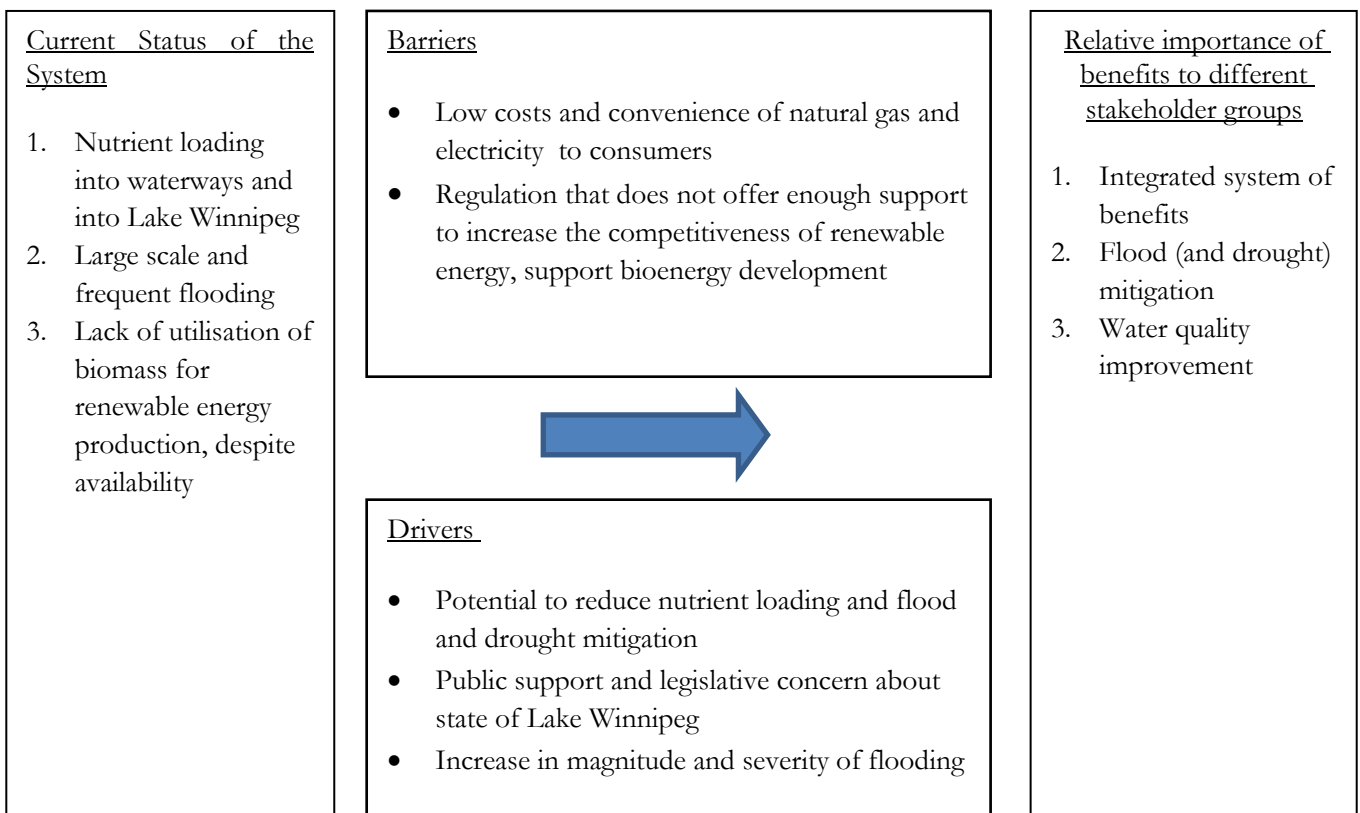 Current Status of the
System
1. Nutrient loading
into waterways and
into Lake Winnipeg
2. Large scale and
frequent flooding
3. Lack of utilisation of
biomass for
renewable energy
production, despite
availability
Barriers
• Low costs and convenience of natural gas and
electricity to consumers
• Regulation that does not offer enough support
to increase the competitiveness of renewable
energy, support bioenergy development
Drivers
• Potential to reduce nutrient loading and flood
and drought mitigation
• Public support and legislative concern about
state of Lake Winnipeg
• Increase in magnitude and severity of flooding
Relative importance of
benefits to different
stakeholder groups
1. Integrated system of
benefits
2. Flood (and drought)
mitigation
3. Water quality
improvement